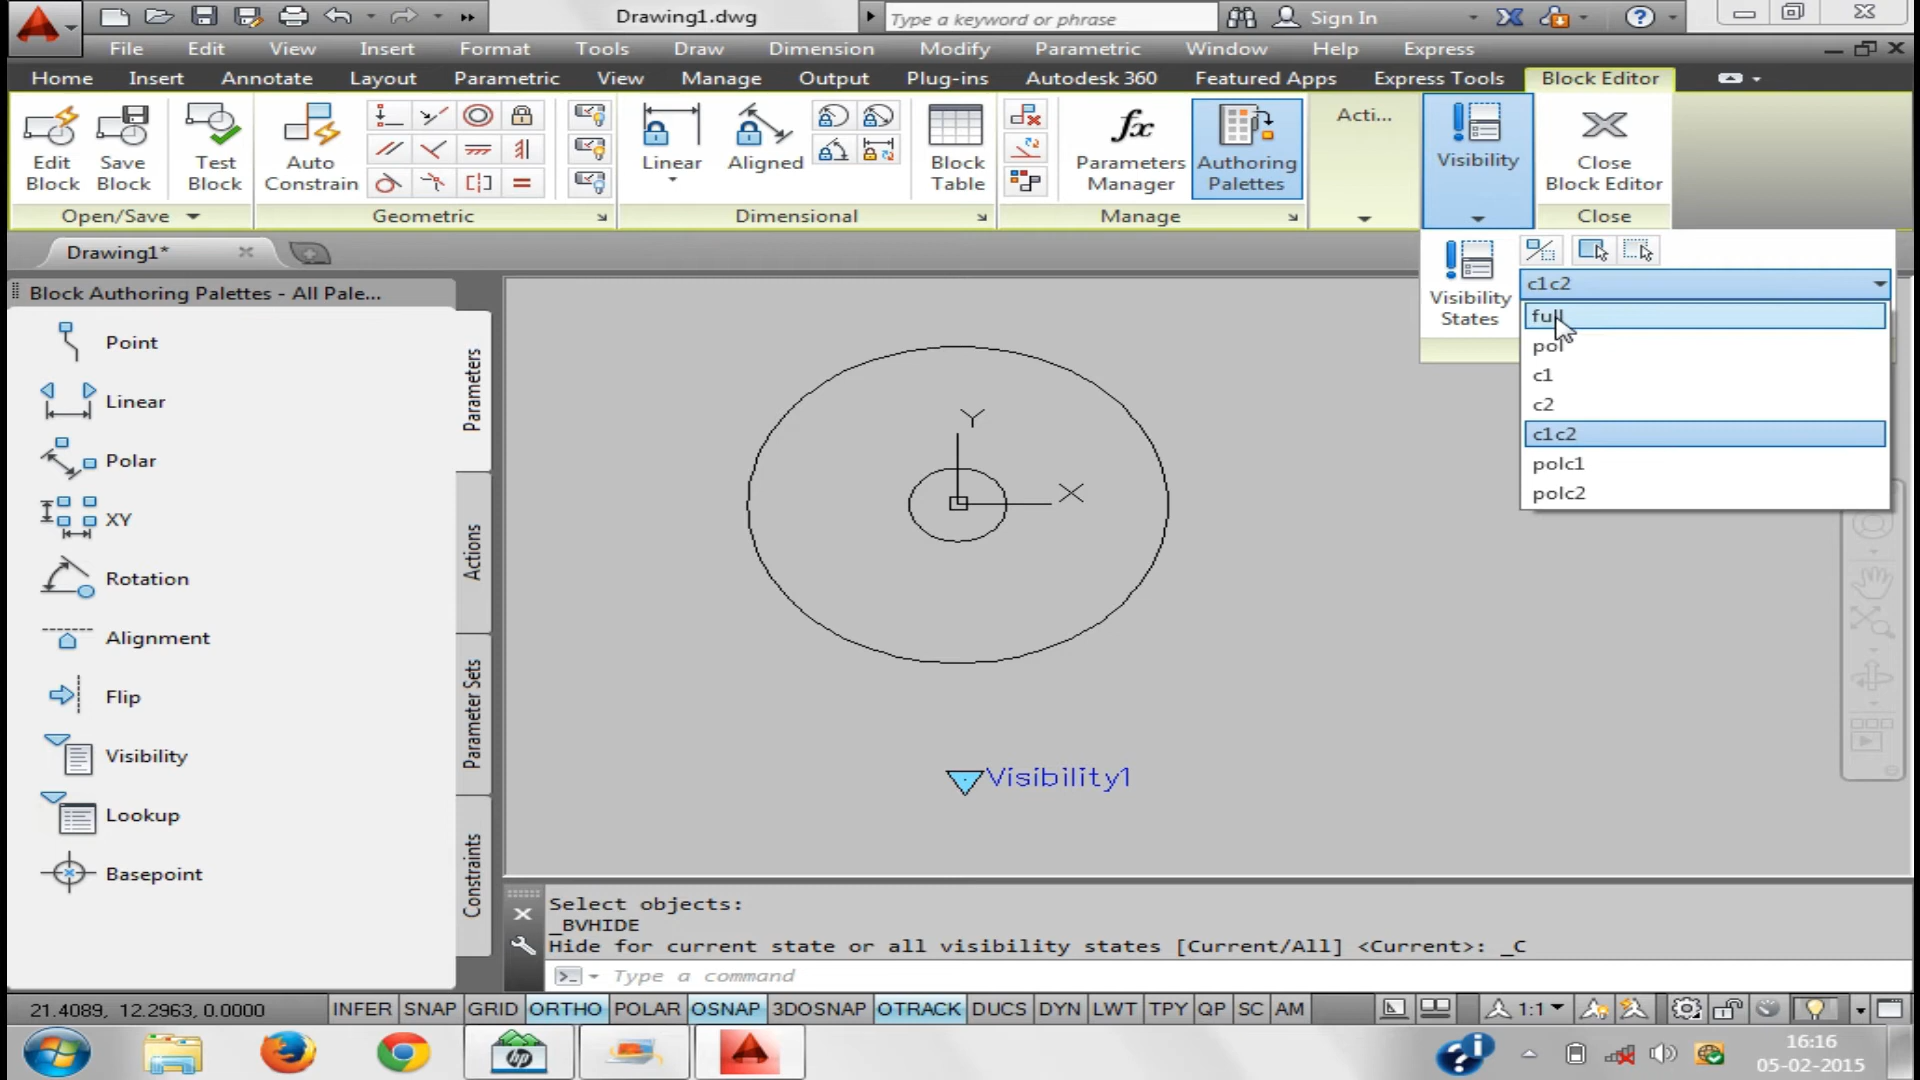 Drawing1.dwg
Type a keyword or phrase
Sign In
File Edit View Insert Format Tools Draw Dimension Modify Parametric Window Help Express
Home Insert Annotate Layout Parametric View Manage Output Plug-ins Autodesk 360 Featured Apps Express Tools Block Editor
Edit Block
Save Block
Test Block
Auto Constrain
Linear
Aligned
Block Table
fx
Parameters Manager
Authoring Palettes
Acti...
Visibility
Close Block Editor
Open/Save
Geometric
Dimensional
Manage
Close
Drawing1*
Visibility States
c1c2
full
pol
c1
c2
c1c2
polc1
polc2
Block Authoring Palettes - All Pale...
Point
Linear
Polar
XY
Rotation
Alignment
Flip
Visibility
Lookup
Basepoint
Parameters
Actions
Parameter Sets
Constraints
Y
X
Visibility1
Select objects:
_BVHIDE
Hide for current state or all visibility states [Current/All] <Current>: _C
Type a command
21.4089, 12.2963, 0.0000
INFER SNAP GRID ORTHO POLAR OSNAP 3DOSNAP OTRACK DUCS DYN LWT TPY QP SC AM
1:1
hp
16:16
05-02-2015